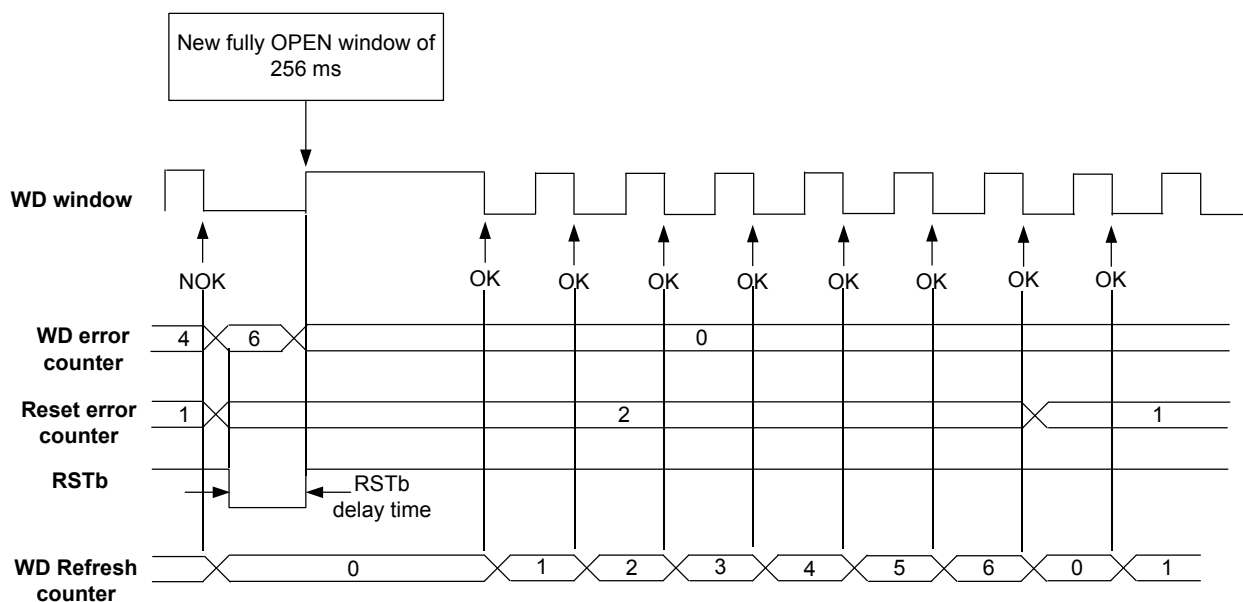 New fully OPEN window of
256 ms
WD window
NOK
OK
OK
OK
OK
OK
OK
OK
OK
WD error
counter
4
6
0
Reset error
counter
1
2
1
RSTb
RSTb
delay time
WD Refresh
counter
0
1
2
3
4
5
6
0
1